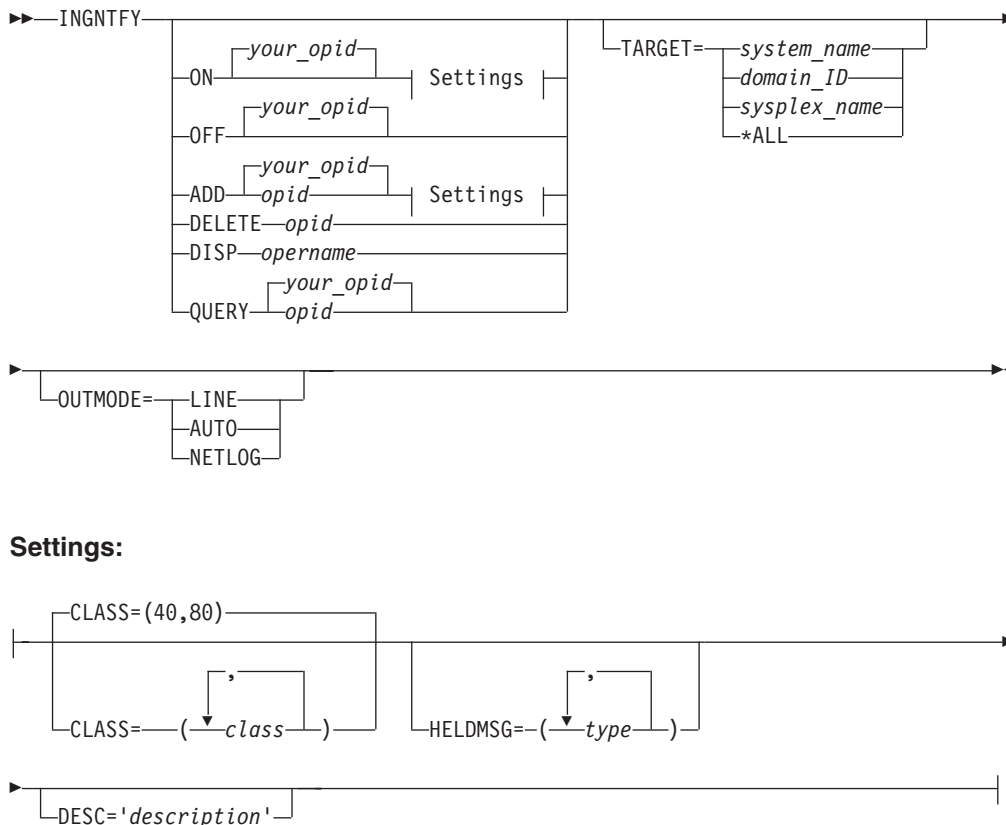 INGNTFY
your_opid
ON Settings
your_opid
OFF
your_opid
ADD opid Settings
DELETE opid
DISP opername
your_opid
QUERY opid
TARGET= system_name
domain_ID
sysplex_name
*ALL
OUTMODE= LINE
AUTO
NETLOG
Settings:
CLASS=(40,80)
,
CLASS= ( class )
,
HELDMSG= ( type )
DESC='description'